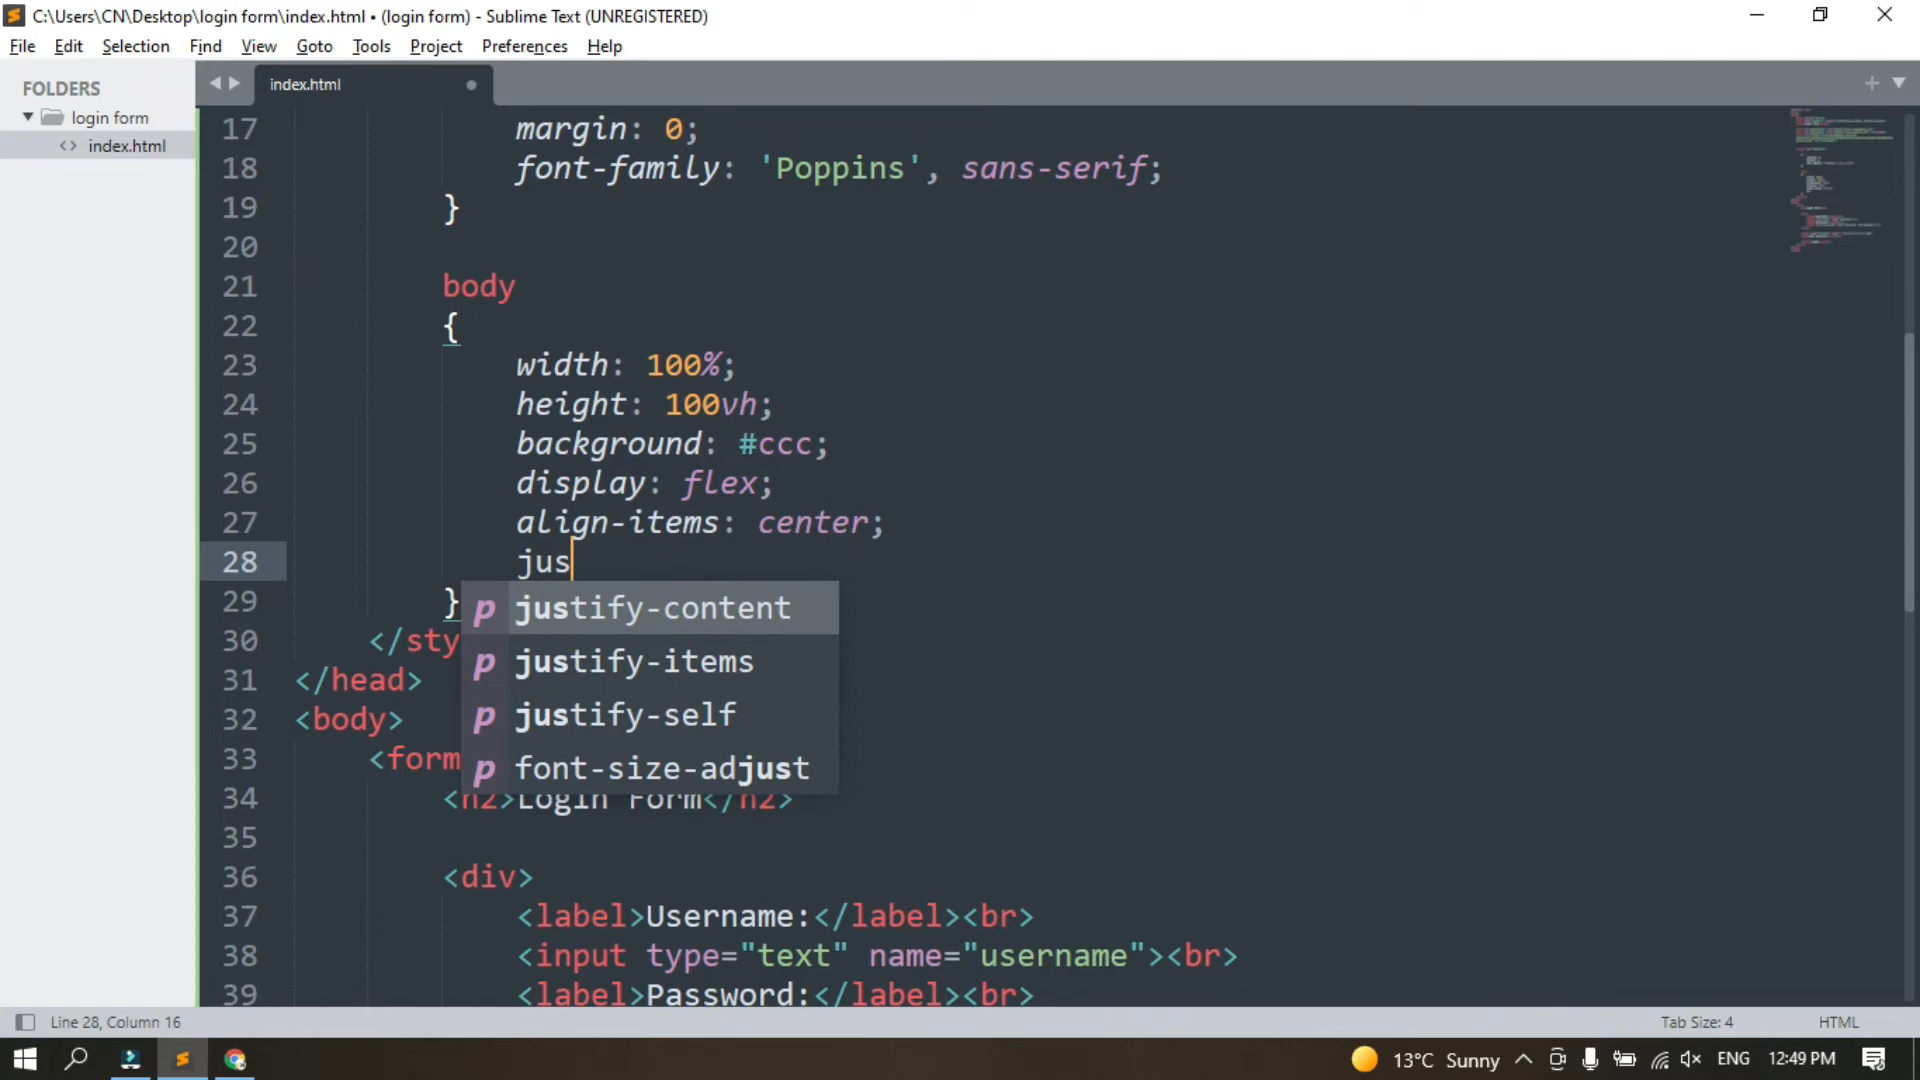 C:\Users\CN\Desktop\login form\index.html • (login form) - Sublime Text (UNREGISTERED)
File Edit Selection Find View Goto Tools Project Preferences Help
FOLDERS
login form
index.html
index.html
17 margin: 0;
18 font-family: 'Poppins', sans-serif;
19 }
20
21 body
22 {
23 width: 100%;
24 height: 100vh;
25 background: #ccc;
26 display: flex;
27 align-items: center;
28 jus
29 }
justify-content
justify-items
justify-self
font-size-adjust
30 </sty
31 </head>
32 <body>
33 <form
34 <h2>Login Form</h2>
35
36 <div>
37 <label>Username:</label><br>
38 <input type="text" name="username"><br>
39 <label>Password:</label><br>
Line 28, Column 16 Tab Size: 4 HTML
13°C Sunny ENG 12:49 PM